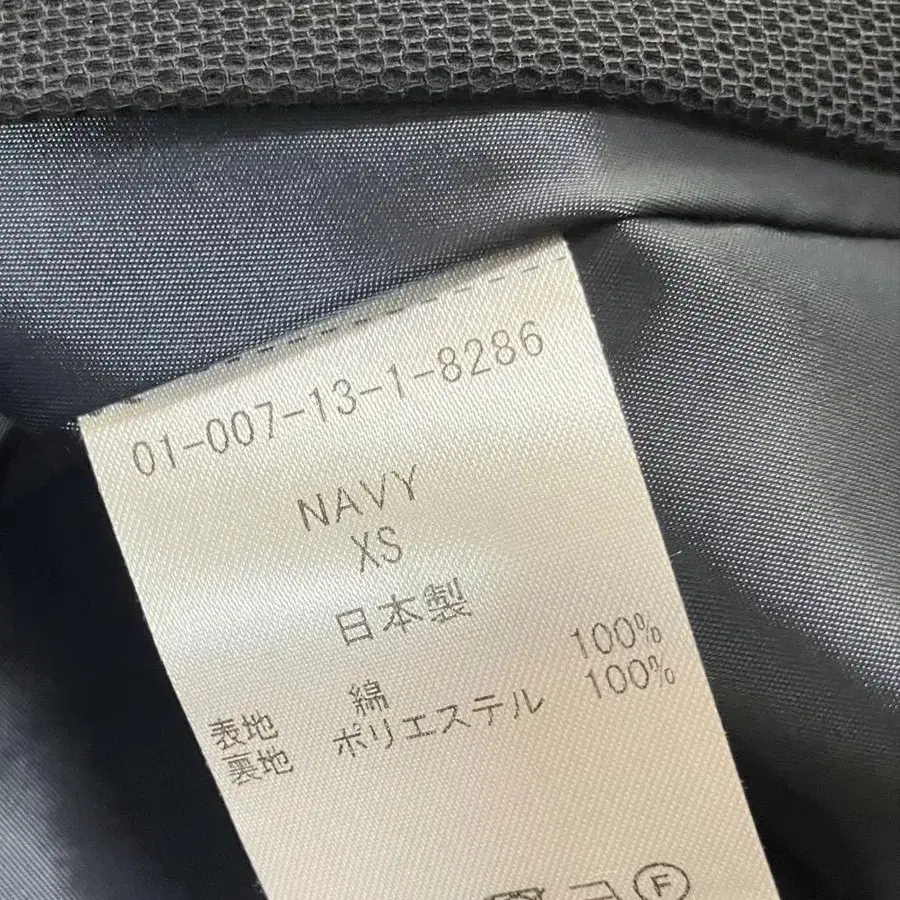 01-007-13-1-8286
NAVY
XS
日本製
表地 綿 100%
裏地 ポリエステル 100%
F